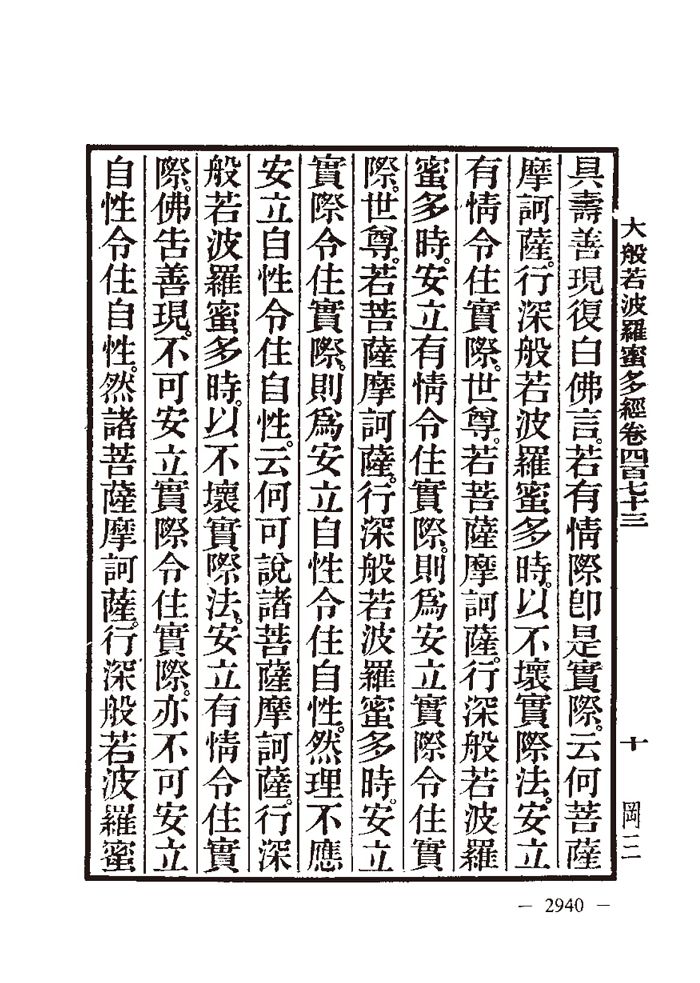 大般若波羅蜜多經卷四百七十三　十　岡三
具壽善現復白佛言。若有情際卽是實際。云何菩薩
摩訶薩。行深般若波羅蜜多時。以不壞實際法。安立
有情令住實際。世尊。若菩薩摩訶薩。行深般若波羅
蜜多時。安立有情令住實際。則爲安立實際令住實
際。世尊。若菩薩摩訶薩。行深般若波羅蜜多時。安立
實際令住實際。則爲安立自性令住自性。然理不應
安立自性令住自性。云何可說諸菩薩摩訶薩。行深
般若波羅蜜多時。以不壞實際法。安立有情令住實
際。佛告善現。不可安立實際令住實際。亦不可安立
自性令住自性。然諸菩薩摩訶薩。行深般若波羅蜜
— 2940 —